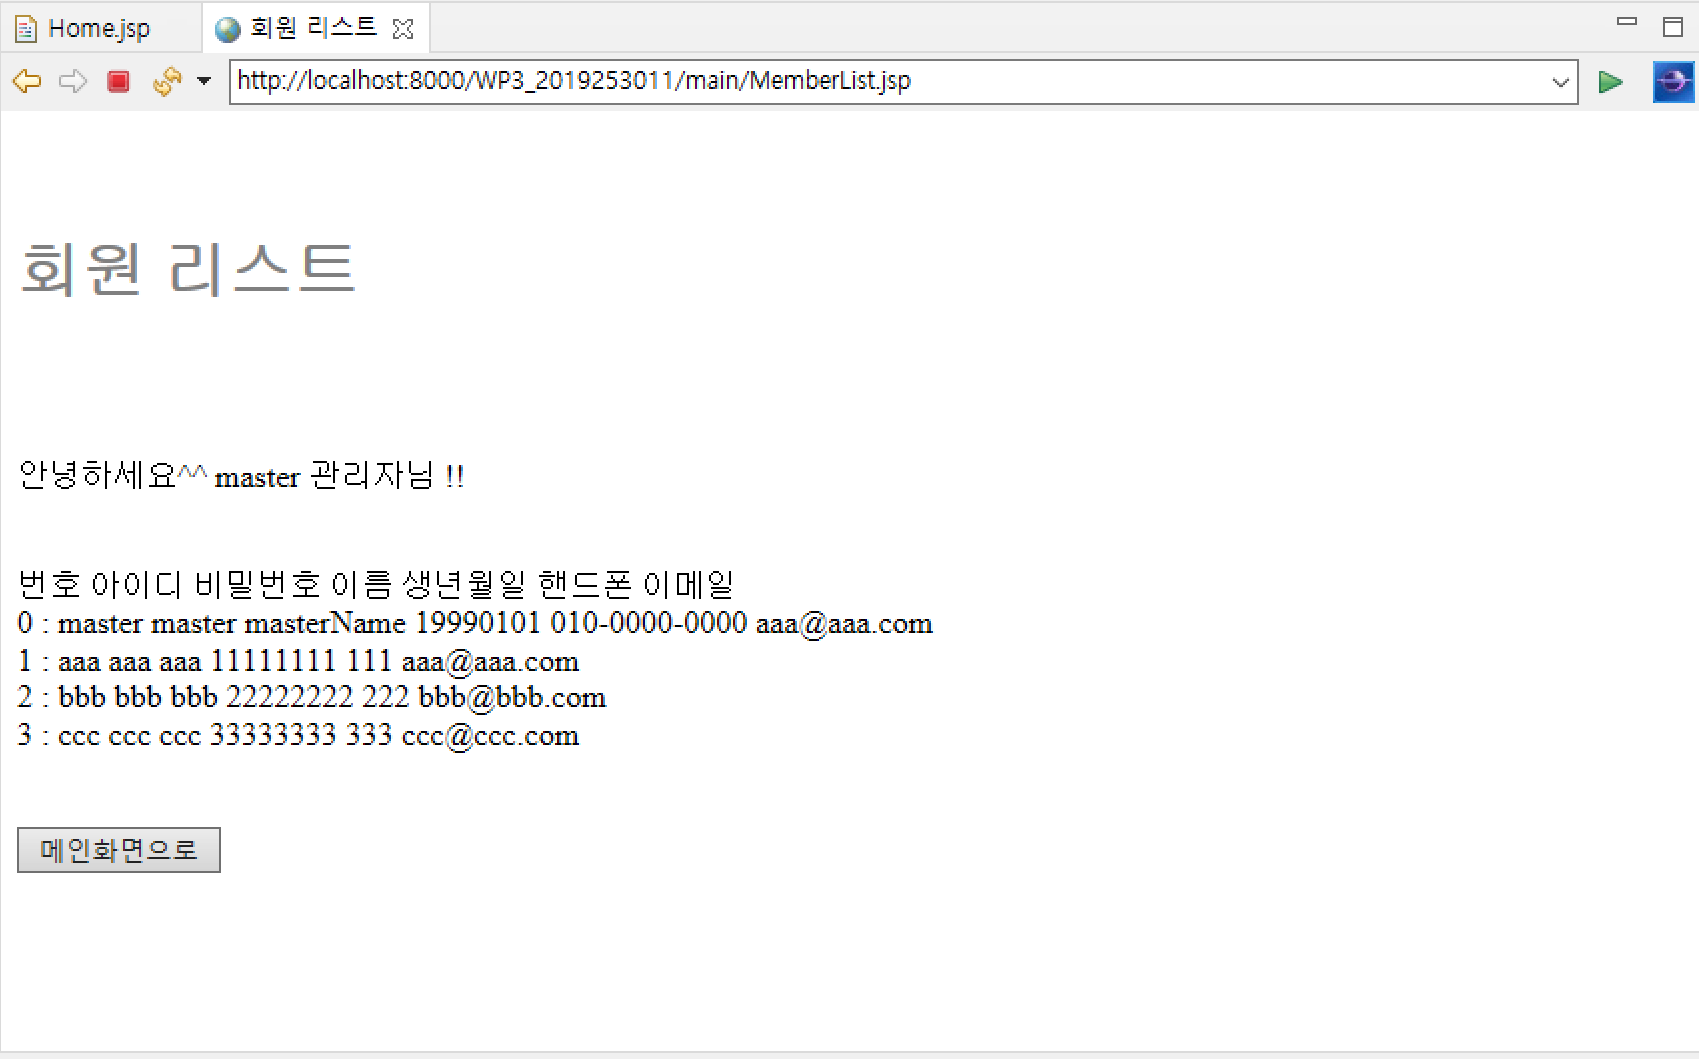 Home.jsp
회원 리스트
http://localhost:8000/WP3_2019253011/main/MemberList.jsp
회원 리스트
안녕하세요^^ master 관리자님 !!
번호 아이디 비밀번호 이름 생년월일 핸드폰 이메일
0 : master master masterName 19990101 010-0000-0000 aaa@aaa.com
1 : aaa aaa aaa 11111111 111 aaa@aaa.com
2 : bbb bbb bbb 22222222 222 bbb@bbb.com
3 : ccc ccc ccc 33333333 333 ccc@ccc.com
메인화면으로